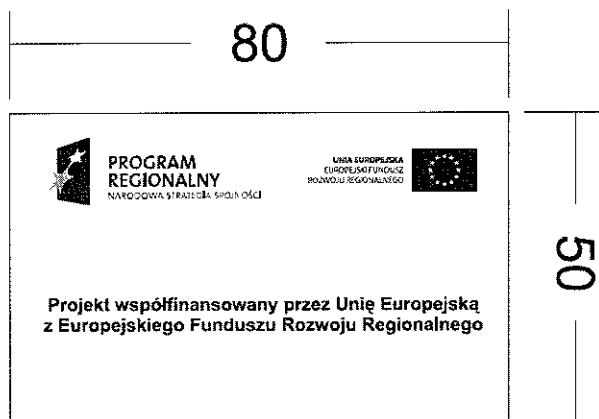 80
PROGRAM
REGIONALNY
NARODOWA STRATEGIA SPÓJNOŚCI
UNIA EUROPEJSKA
EUROPEJSKI FUNDUSZ
ROZWOJU REGIONALNEGO
50
Projekt współfinansowany przez Unię Europejską
z Europejskiego Funduszu Rozwoju Regionalnego